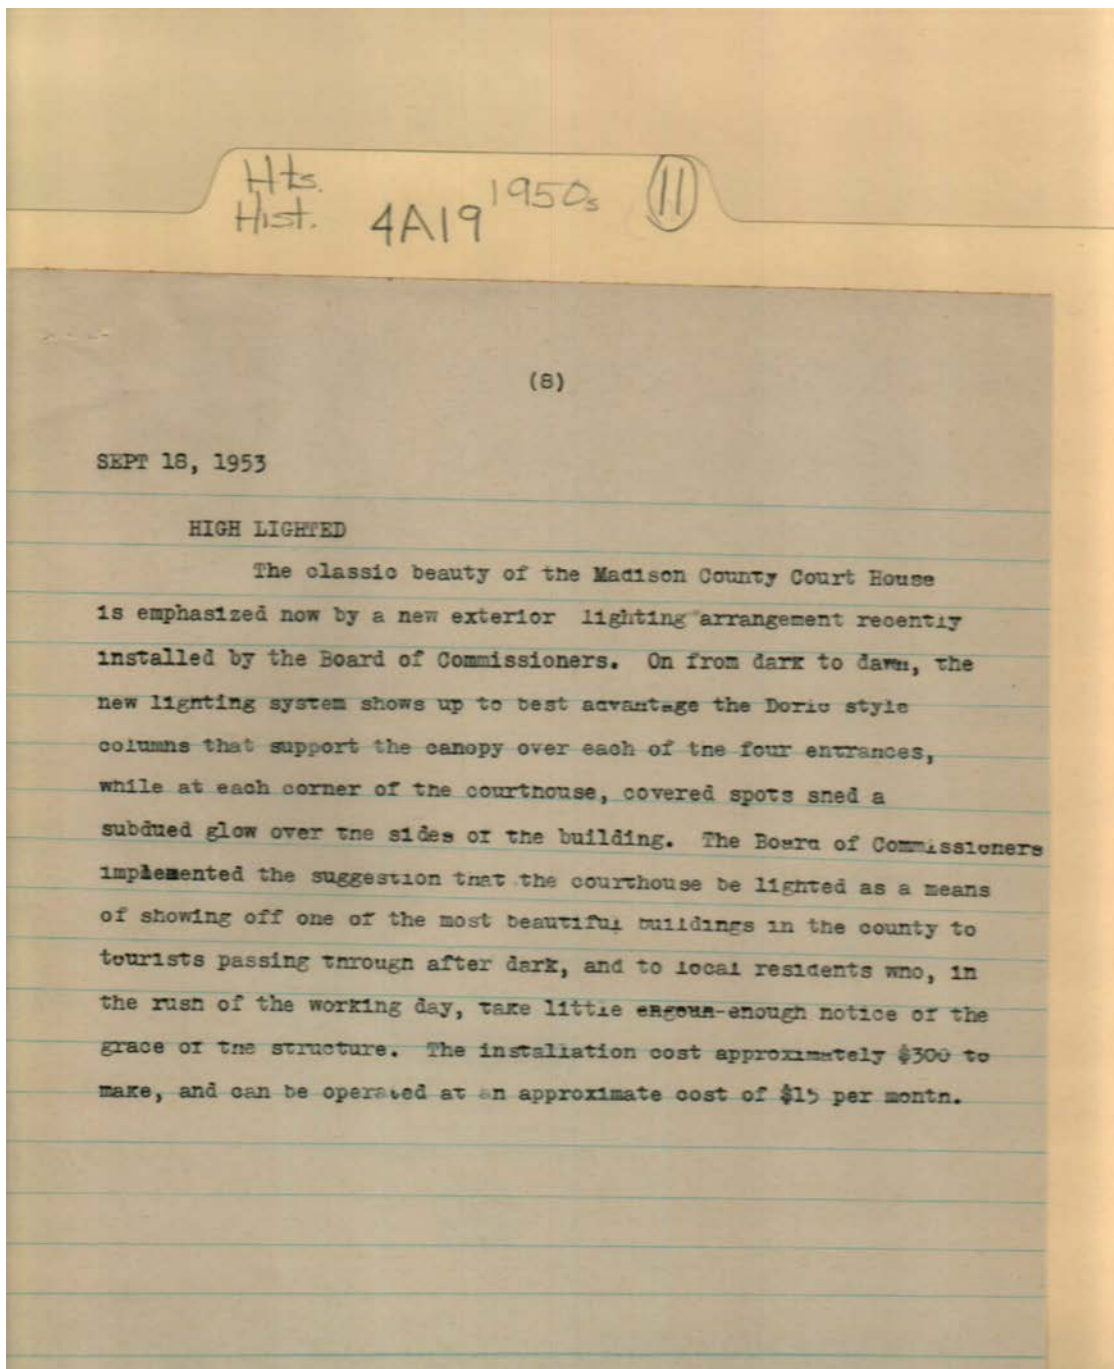 Hts.
Hist. 4A19 1950s 11
(8)
SEPT 18, 1953
HIGH LIGHTED
The classic beauty of the Madison County Court House
is emphasized now by a new exterior lighting arrangement recently
installed by the Board of Commissioners. On from dark to dawn, the
new lighting system shows up to best advantage the Doric style
columns that support the canopy over each of the four entrances,
while at each corner of the courthouse, covered spots shed a
subdued glow over the sides of the building. The Board of Commissioners
implemented the suggestion that the courthouse be lighted as a means
of showing off one of the most beautiful buildings in the county to
tourists passing through after dark, and to local residents who, in
the rush of the working day, take little enough notice of the
grace of the structure. The installation cost approximately $300 to
make, and can be operated at an approximate cost of $15 per month.